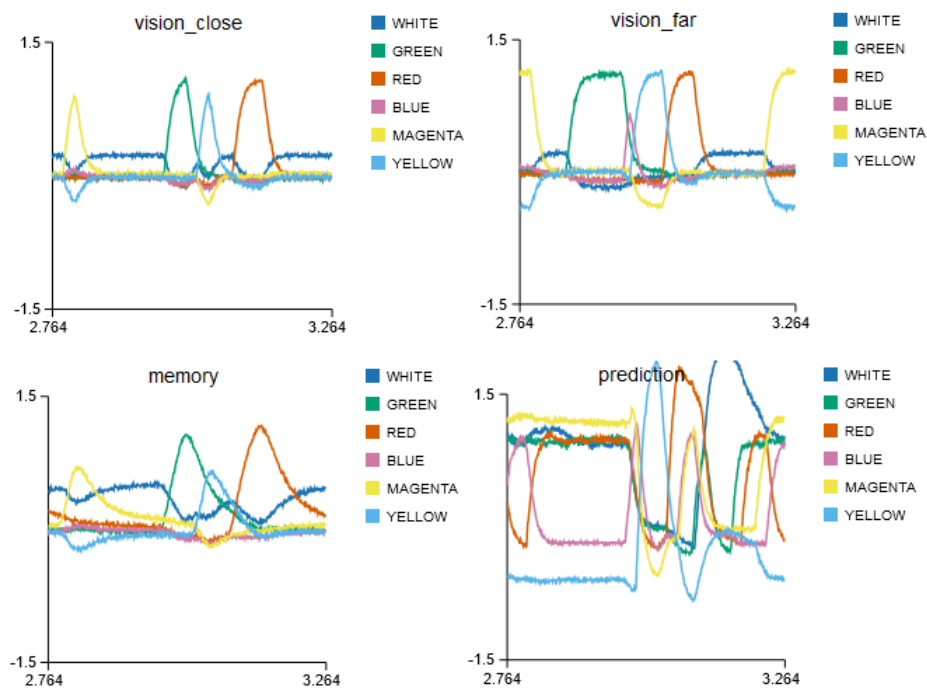 vision_close
1.5
-1.5
2.764
3.264
WHITE
GREEN
RED
BLUE
MAGENTA
YELLOW
vision_far
1.5
-1.5
2.764
3.264
WHITE
GREEN
RED
BLUE
MAGENTA
YELLOW
memory
1.5
-1.5
2.764
3.264
WHITE
GREEN
RED
BLUE
MAGENTA
YELLOW
prediction
1.5
-1.5
2.764
3.264
WHITE
GREEN
RED
BLUE
MAGENTA
YELLOW